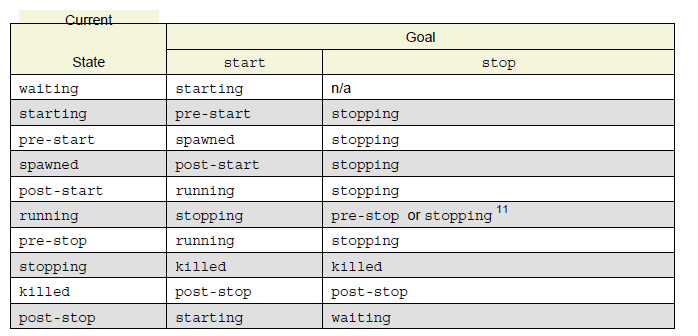 Current
Goal
State start stop
waiting starting n/a
starting pre-start stopping
pre-start spawned stopping
spawned post-start stopping
post-start running stopping
running stopping pre-stop or stopping 11
pre-stop running stopping
stopping killed killed
killed post-stop post-stop
post-stop starting waiting